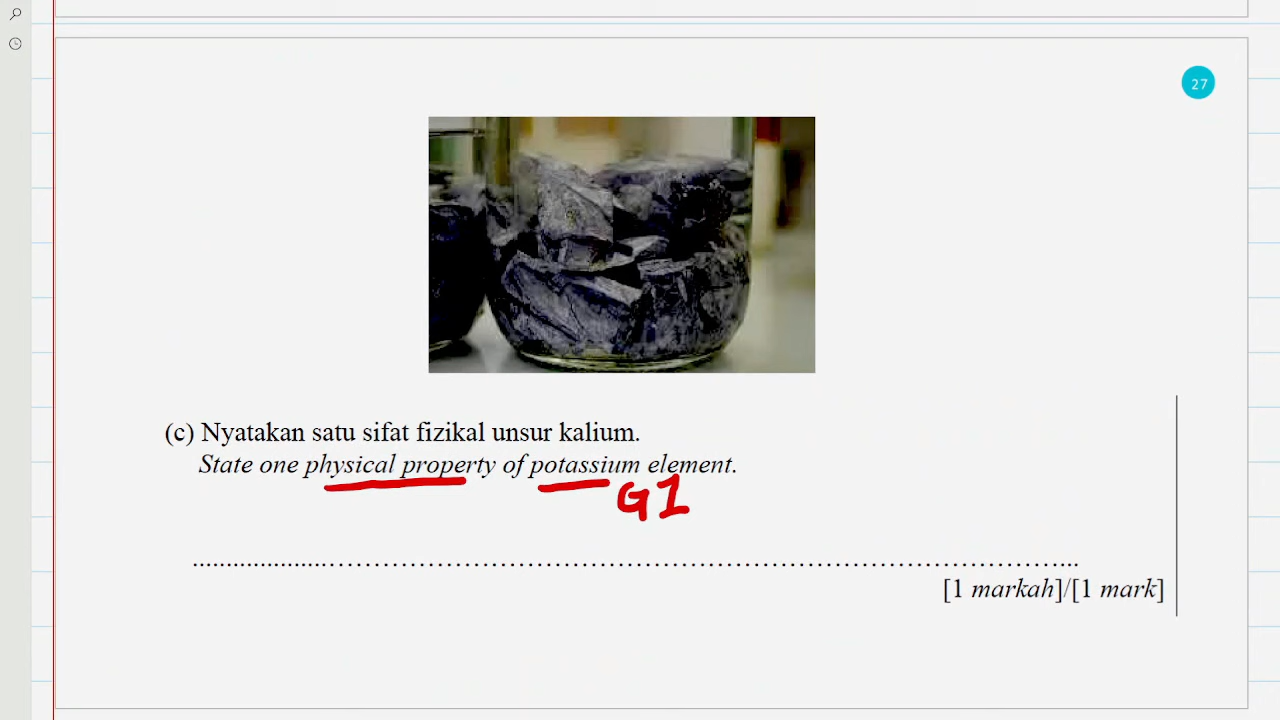 27
(c) Nyatakan satu sifat fizikal unsur kalium.
State one physical property of potassium element.
G1
........................................................................................................
[1 markah]/[1 mark]